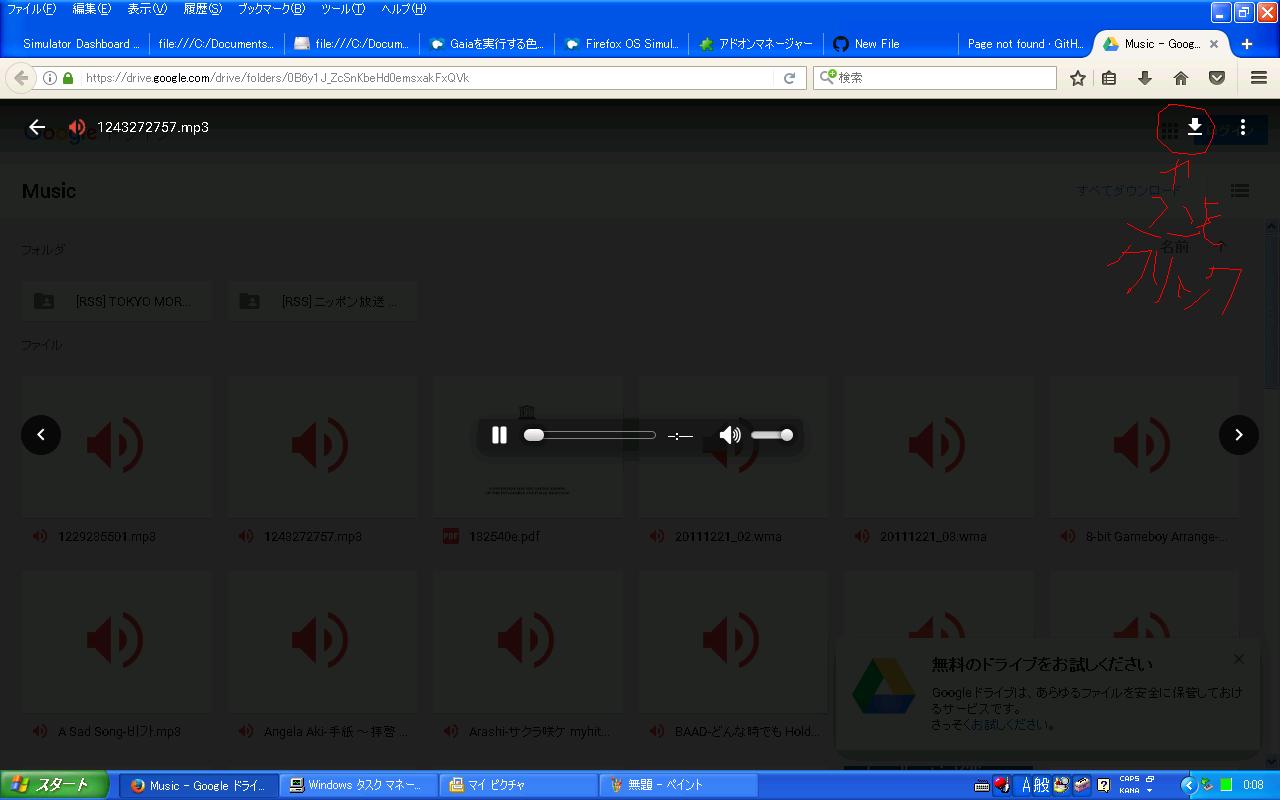 ファイル(F) 編集(E) 表示(V) 履歴(S) ブックマーク(B) ツール(T) ヘルプ(H)
Simulator Dashboard ... file:///C:/Documents... file:///C:/Docum... Gaiaを実行する色... Firefox OS Simul... アドオンマネージャー New File Page not found · GitH... Music – Goog...
https://drive.google.com/drive/folders/0B6y1J_ZcSnKbeHd0emsxakFxQVk 検索
1243272757.mp3
Google ログイン
Music すべてダウンロード
ここを
クリック
フォルダ 名前
[RSS] TOKYO MOR... [RSS] ニッポン放送 ...
ファイル
-:--
1229285501.mp3 1243272757.mp3 PDF 132540e.pdf 20111221_02.wma 20111221_03.wma 8-bit Gameboy Arrange-...
A Sad Song-비가.mp3 Angela Aki-手紙 ～拝啓 ... Arashi-サクラ咲ケ myhit... BAAD-どんな時でも Hold...
無料のドライブをお試しください
Googleドライブは、あらゆるファイルを安全に保管しておけ
るサービスです。
さっそくお試しください。
スタート Music – Google ドライ... Windows タスク マネー... マイ ピクチャ 無題 – ペイント A 般 CAPS KANA 0:08